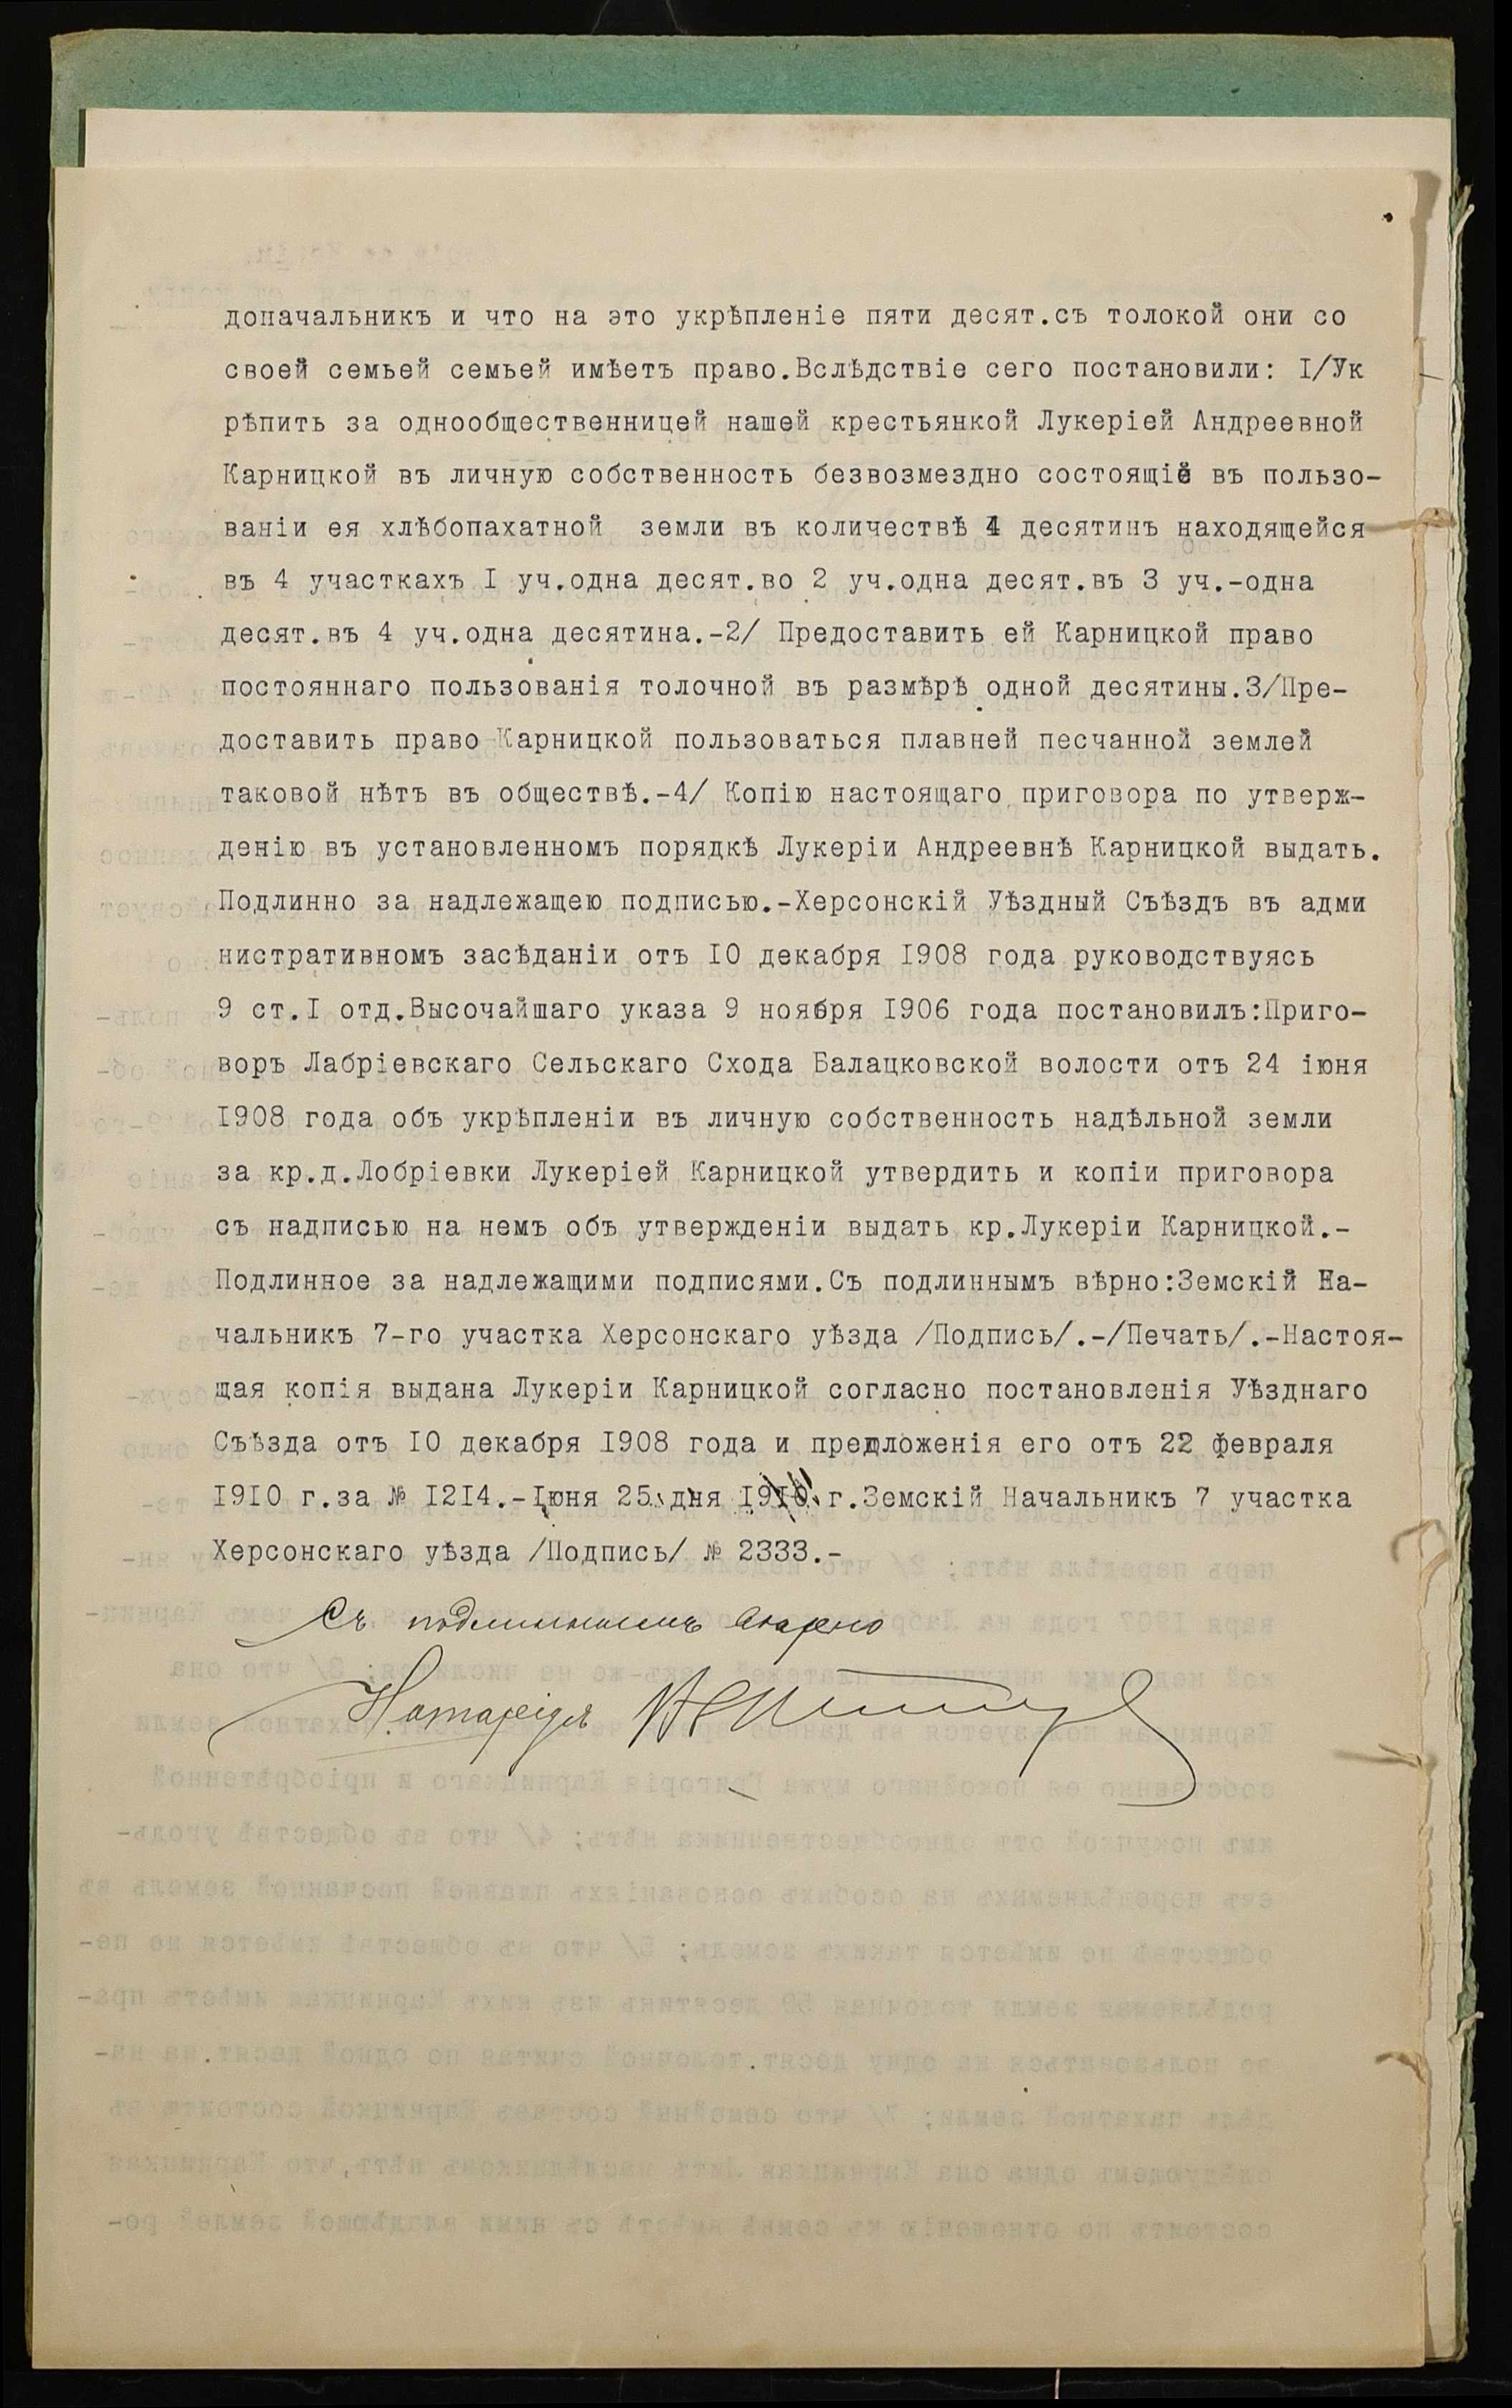 допачальникъ и что на это укрѣпленіе пяти десят.съ толокой они со
своей семьей семьей имѣетъ право.Вслѣдствіе сего постановили: I/Ук
рѣпить за однообщественницей нашей крестьянкой Лукеріей Андреевной
Карницкой въ личную собственность безвозмездно состоящіе въ пользо-
ваніи ея хлѣбопахатной земли въ количествѣ 4 десятинъ находящейся
въ 4 участкахъ I уч.одна десят.во 2 уч.одна десят.въ 3 уч.-одна
десят.въ 4 уч.одна десятина.-2/ Предоставить ей Карницкой право
постояннаго пользованія толочной въ размѣрѣ одной десятины.3/Пре-
доставить право Карницкой пользоваться плавней песчанной землей
таковой нѣтъ въ обществѣ.-4/ Копію настоящаго приговора по утверж-
денію въ установленномъ порядкѣ Лукеріи Андреевнѣ Карницкой выдать.
Подлинно за надлежащею подписью.-Херсонскій Уѣздный Съѣздъ въ адми
нистративномъ засѣданіи отъ IO декабря I908 года руководствуясь
9 ст.I отд.Высочайшаго указа 9 ноября I906 года постановилъ:Приго-
воръ Лабріевскаго Сельскаго Схода Балацковской волости отъ 24 іюня
I908 года объ укрѣпленіи въ личную собственность надѣльной земли
за кр.д.Лобріевки Лукеріей Карницкой утвердить и копіи приговора
съ надписью на немъ объ утвержденіи выдать кр.Лукеріи Карницкой.-
Подлинное за надлежащими подписями.Съ подлиннымъ вѣрно:Земскій На-
чальникъ 7-го участка Херсонскаго уѣзда /Подпись/.-/Печать/.-Настоя-
щая копія выдана Лукеріи Карницкой согласно постановленія Уѣзднаго
Съѣзда отъ IO декабря I908 года и предложенія его отъ 22 февраля
I9IO г.за № I2I4.-Іюня 25 дня г.Земскій Начальникъ 7 участка
Херсонскаго уѣзда /Подпись/ № 2333.-
Съ подлиннымъ вѣрно
Нотаріусъ